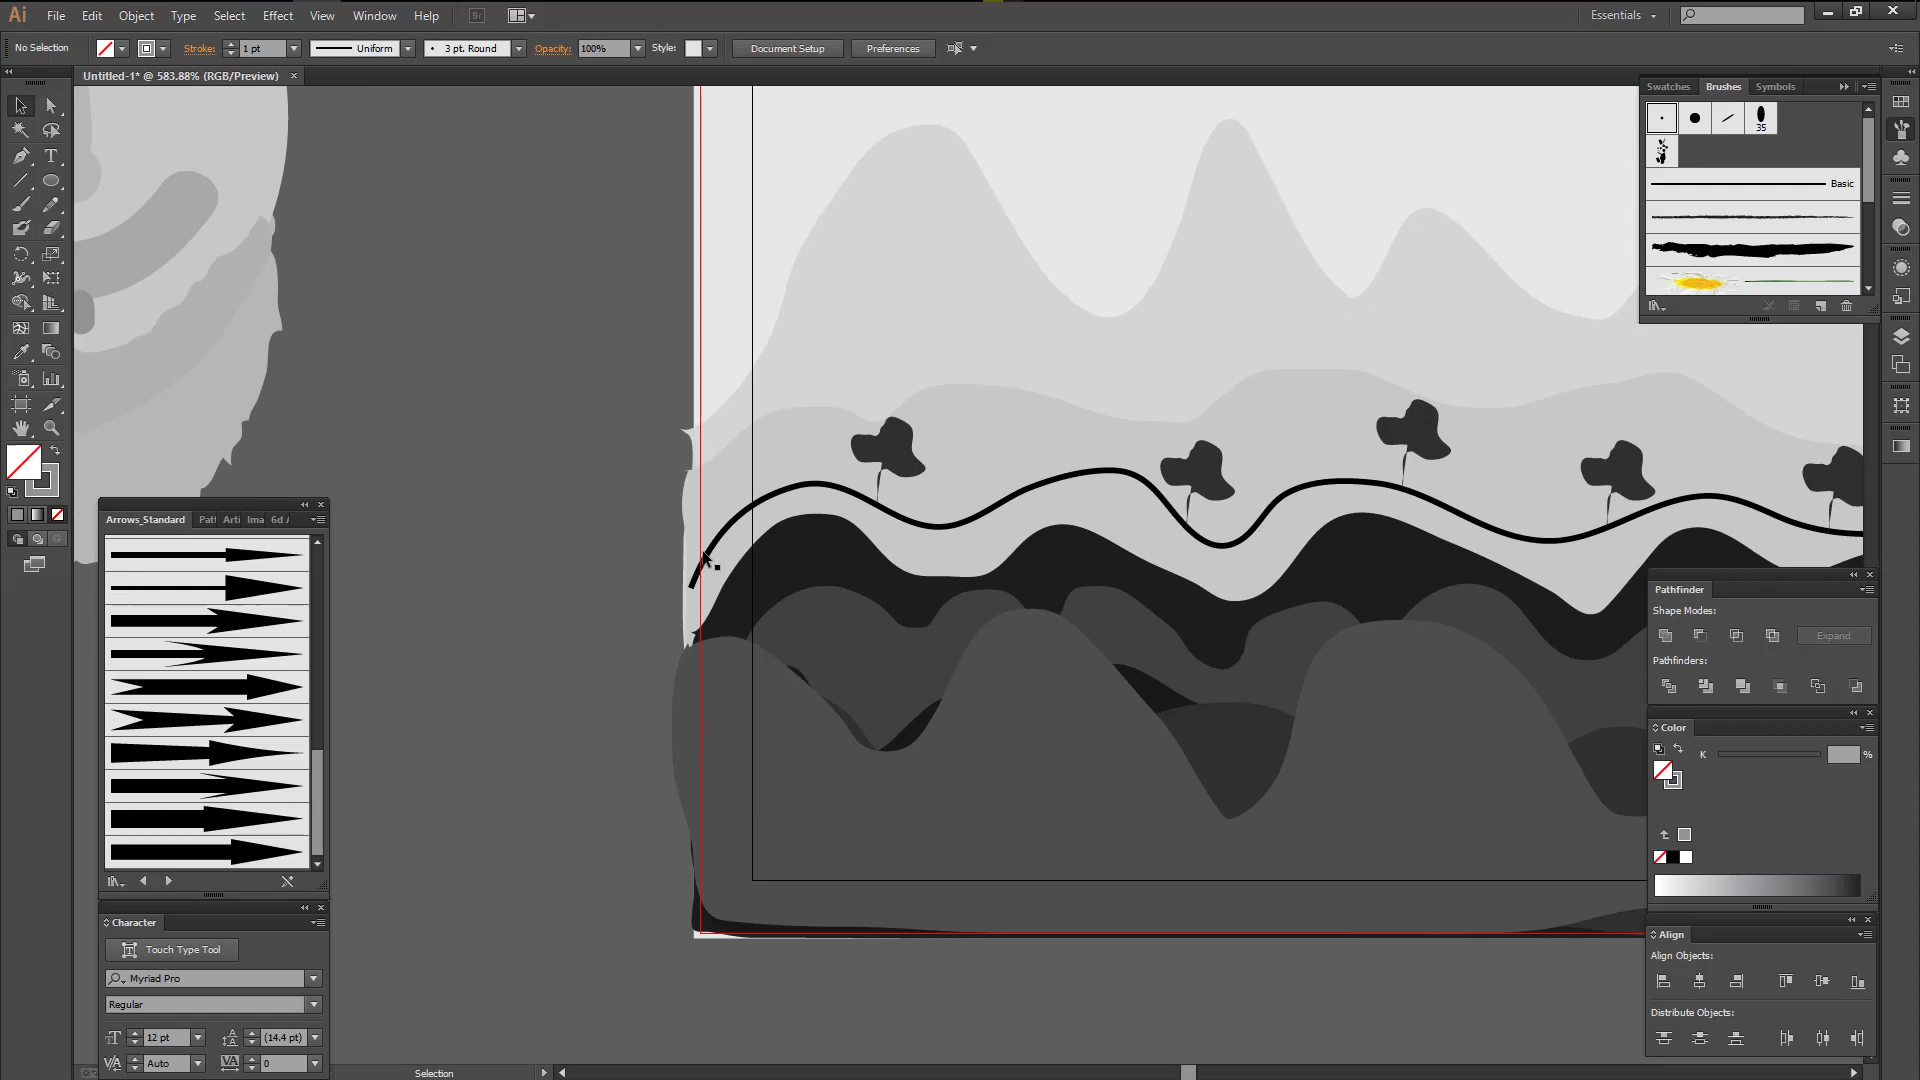 Ai File Edit Object Type Select Effect View Window Help Br Essentials
No Selection Stroke: 1 pt Uniform 3 pt. Round Opacity: 100% Style: Document Setup Preferences
Untitled-1* @ 583.88% (RGB/Preview)
Swatches Brushes Symbols
35
Basic
Arrows_Standard Pat Arti Ima 6d
Pathfinder
Shape Modes:
Expand
Pathfinders:
Color
K %
Character
Touch Type Tool
Myriad Pro
Regular
12 pt (14.4 pt)
Auto 0
Align
Align Objects:
Distribute Objects:
Selection